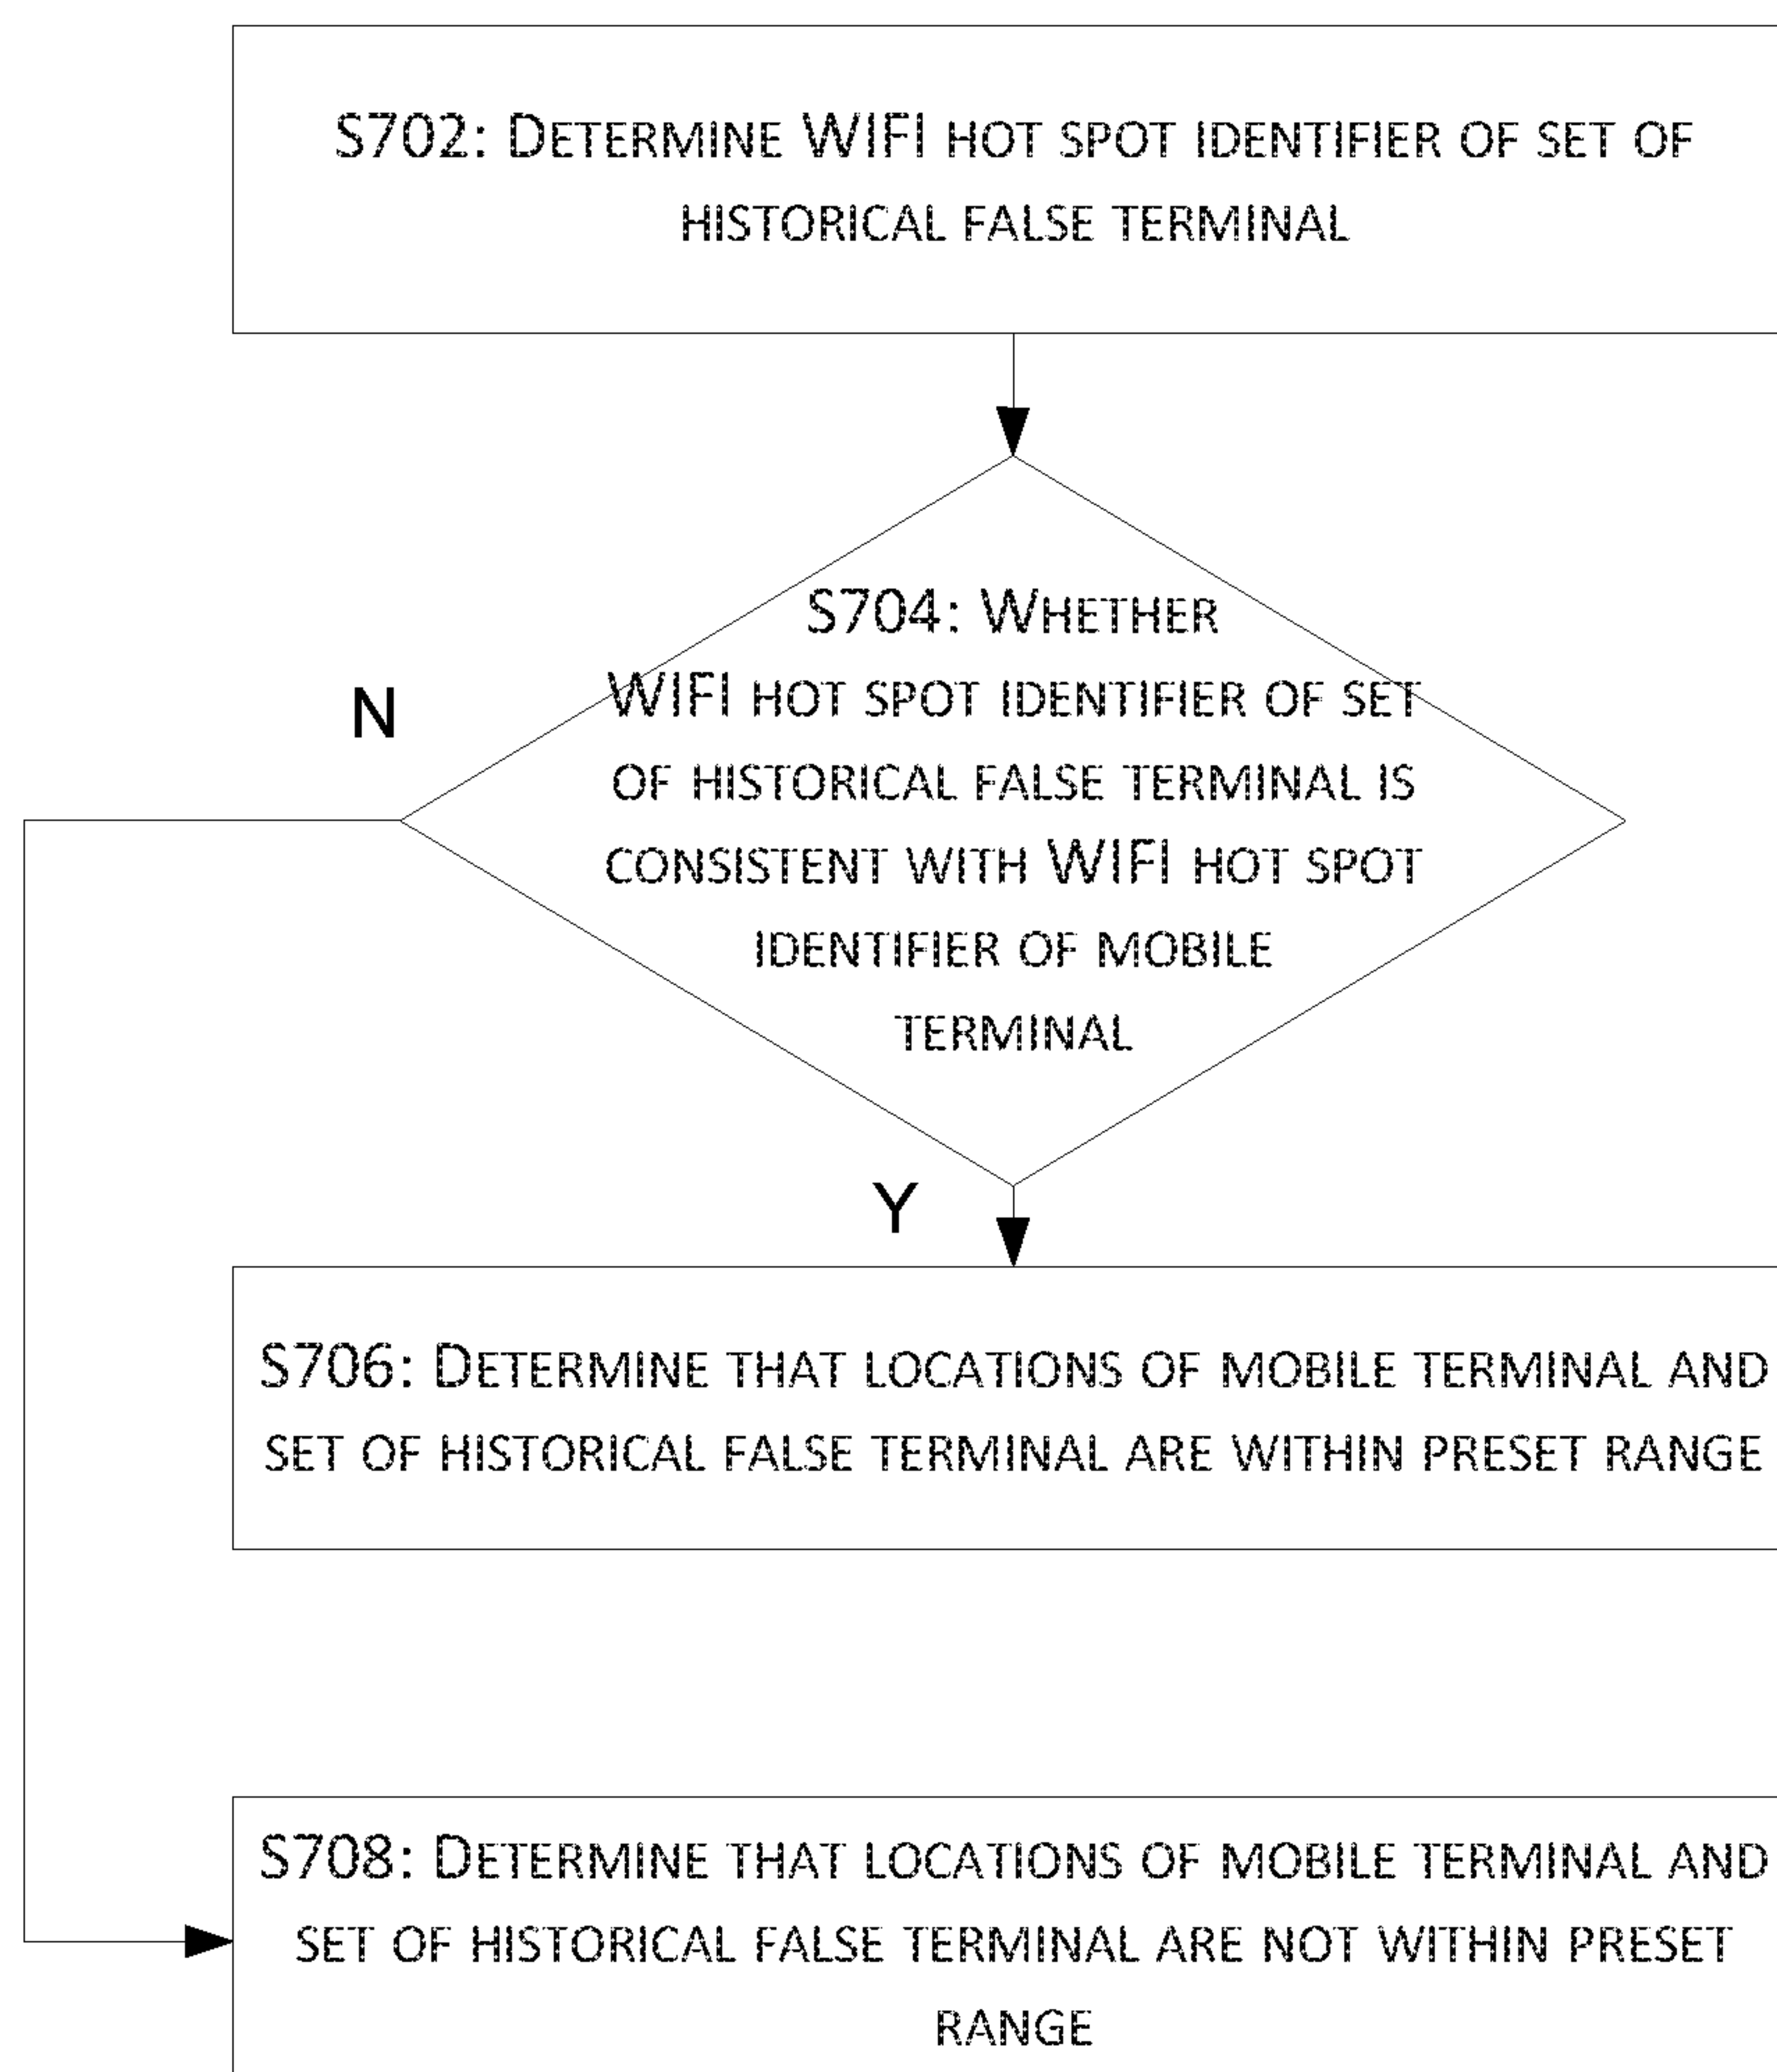 S702: DETERMINE WIFI HOT SPOT IDENTIFIER OF SET OF
HISTORICAL FALSE TERMINAL
S704: WHETHER
WIFI HOT SPOT IDENTIFIER OF SET
OF HISTORICAL FALSE TERMINAL IS
CONSISTENT WITH WIFI HOT SPOT
IDENTIFIER OF MOBILE
TERMINAL
N
Y
S706: DETERMINE THAT LOCATIONS OF MOBILE TERMINAL AND
SET OF HISTORICAL FALSE TERMINAL ARE WITHIN PRESET RANGE
S708: DETERMINE THAT LOCATIONS OF MOBILE TERMINAL AND
SET OF HISTORICAL FALSE TERMINAL ARE NOT WITHIN PRESET
RANGE